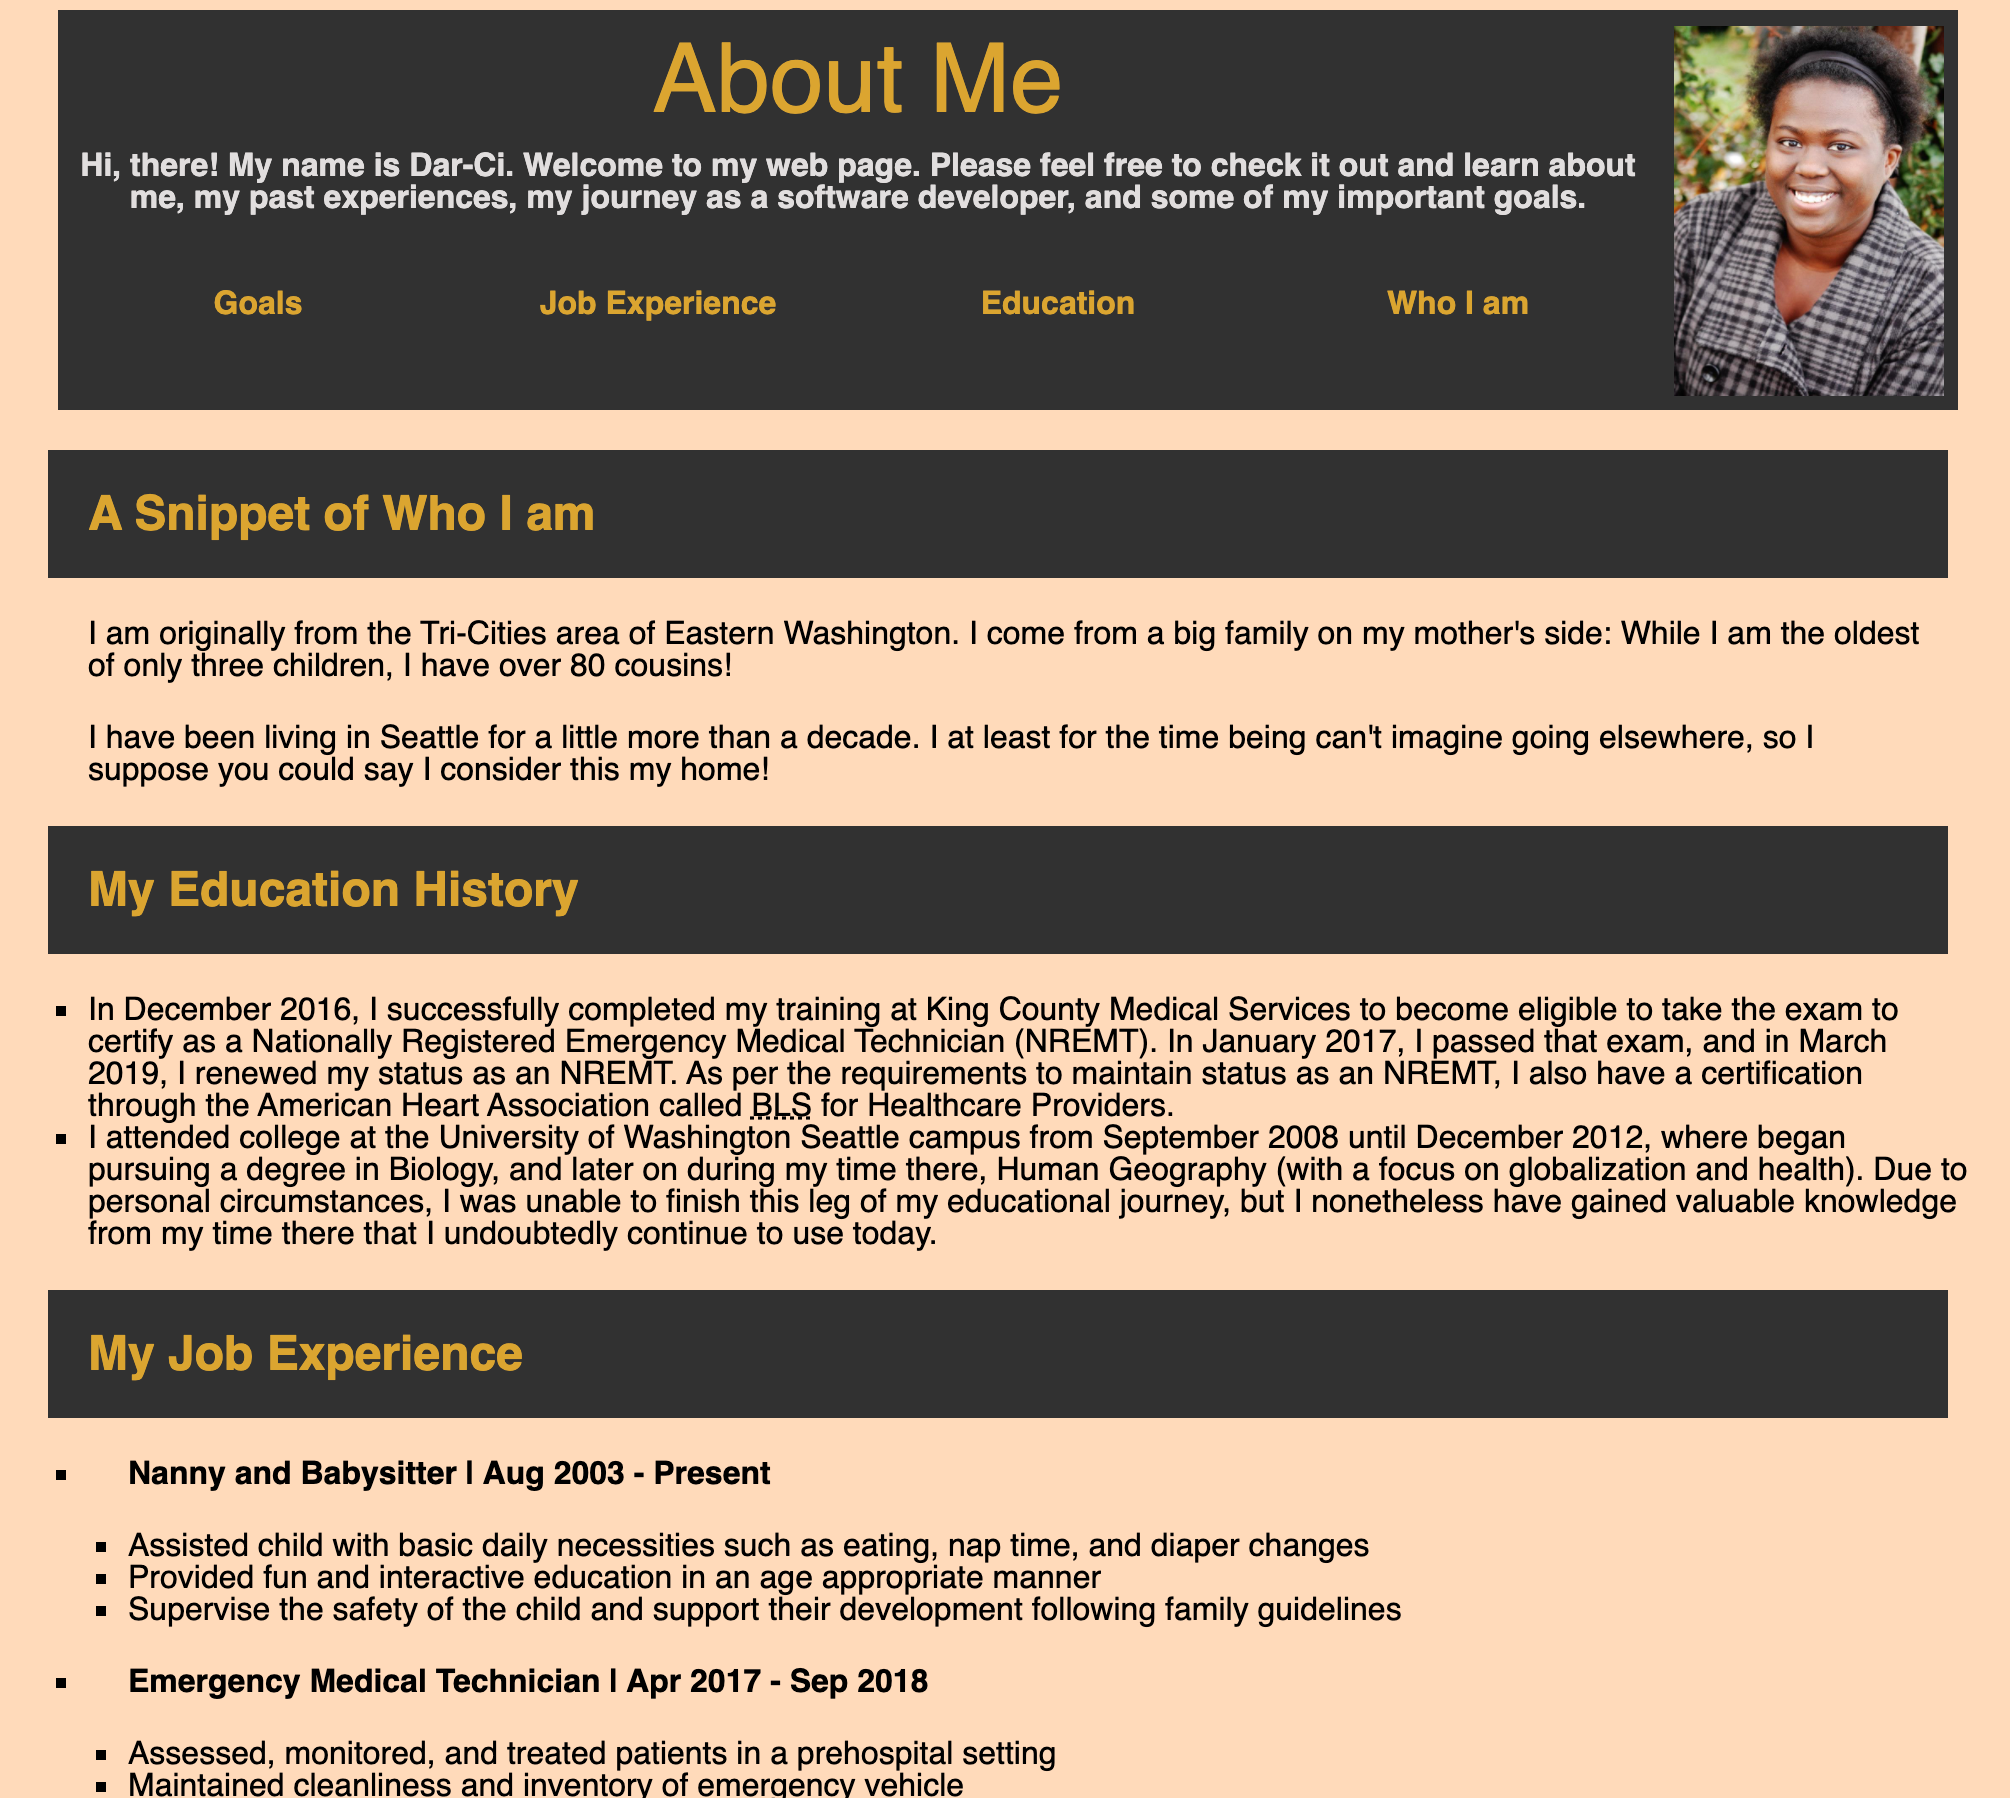 About Me
Hi, there! My name is Dar-Ci. Welcome to my web page. Please feel free to check it out and learn about
me, my past experiences, my journey as a software developer, and some of my important goals.
Goals Job Experience Education Who I am
A Snippet of Who I am
I am originally from the Tri-Cities area of Eastern Washington. I come from a big family on my mother's side: While I am the oldest
of only three children, I have over 80 cousins!
I have been living in Seattle for a little more than a decade. I at least for the time being can't imagine going elsewhere, so I
suppose you could say I consider this my home!
My Education History
▪ In December 2016, I successfully completed my training at King County Medical Services to become eligible to take the exam to
certify as a Nationally Registered Emergency Medical Technician (NREMT). In January 2017, I passed that exam, and in March
2019, I renewed my status as an NREMT. As per the requirements to maintain status as an NREMT, I also have a certification
through the American Heart Association called BLS for Healthcare Providers.
▪ I attended college at the University of Washington Seattle campus from September 2008 until December 2012, where began
pursuing a degree in Biology, and later on during my time there, Human Geography (with a focus on globalization and health). Due to
personal circumstances, I was unable to finish this leg of my educational journey, but I nonetheless have gained valuable knowledge
from my time there that I undoubtedly continue to use today.
My Job Experience
▪ Nanny and Babysitter | Aug 2003 - Present
▪ Assisted child with basic daily necessities such as eating, nap time, and diaper changes
▪ Provided fun and interactive education in an age appropriate manner
▪ Supervise the safety of the child and support their development following family guidelines
▪ Emergency Medical Technician | Apr 2017 - Sep 2018
▪ Assessed, monitored, and treated patients in a prehospital setting
▪ Maintained cleanliness and inventory of emergency vehicle